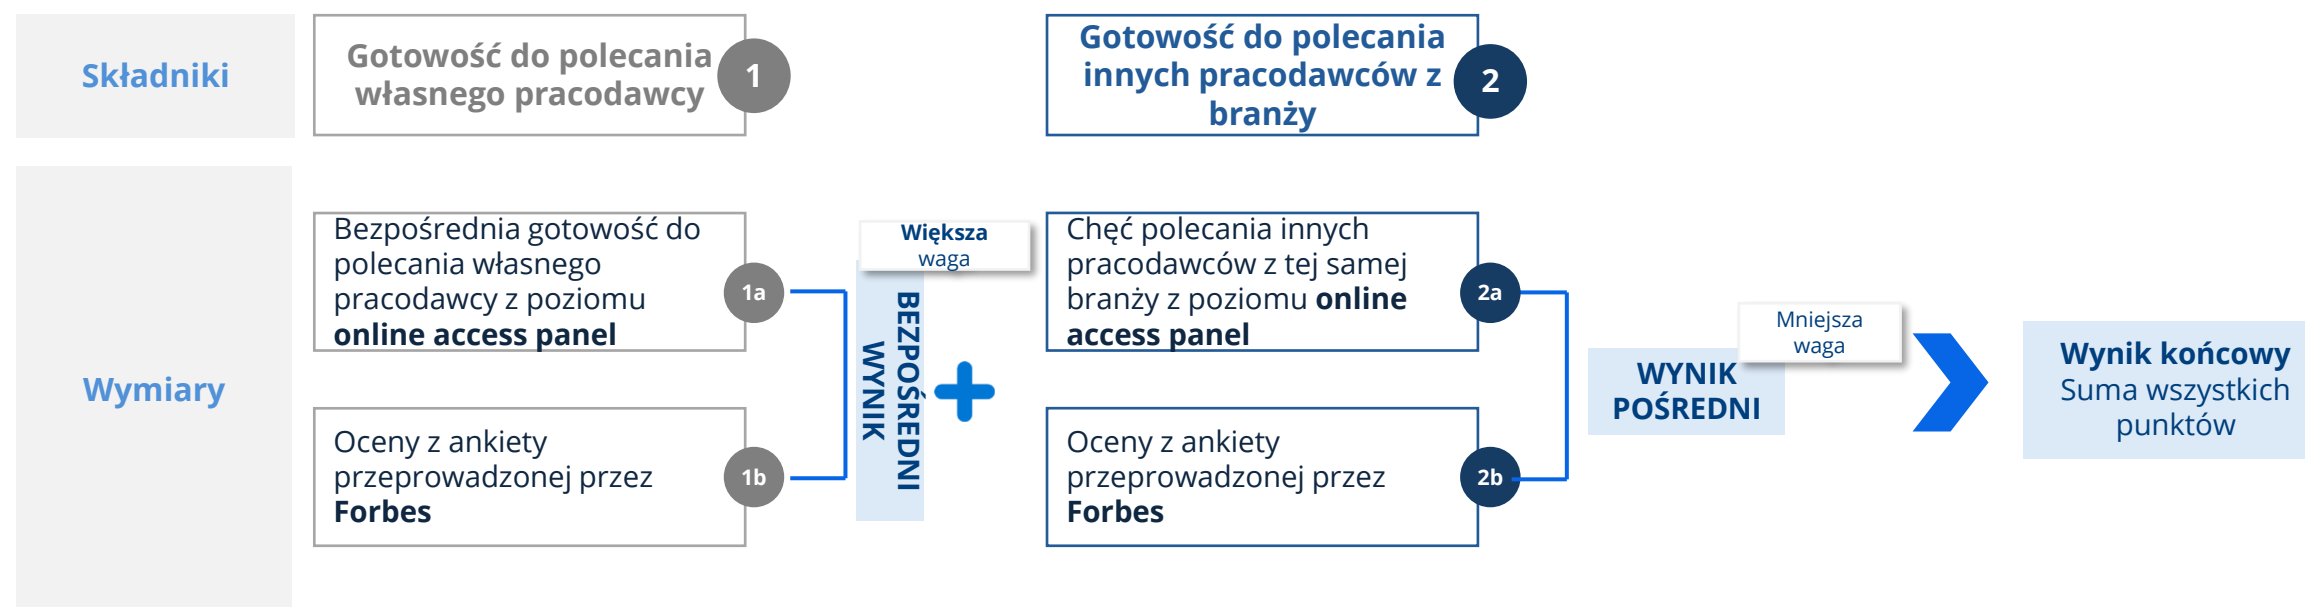 Składniki
Gotowość do polecania
własnego pracodawcy
1
Gotowość do polecania
innych pracodawców z
branży
2
Wymiary
Bezpośrednia gotowość do
polecania własnego
pracodawcy z poziomu
online access panel
1a
Oceny z ankiety
przeprowadzonej przez
Forbes
1b
Większa
waga
BEZPOŚREDNI
WYNIK
Chęć polecania innych
pracodawców z tej samej
branży z poziomu online
access panel
2a
Oceny z ankiety
przeprowadzonej przez
Forbes
2b
Mniejsza
waga
WYNIK
POŚREDNI
Wynik końcowy
Suma wszystkich
punktów